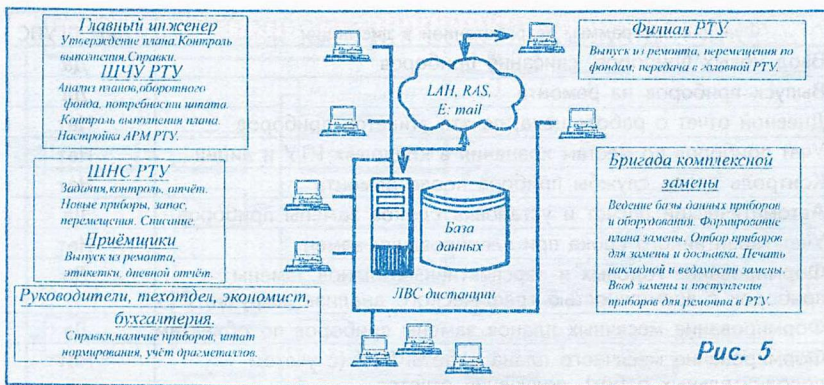 Главный инженер
Утверждение плана.Контроль
выполнения.Справки.
ШЧУ РТУ
Анализ планов,оборотного
фонда, потребности штата.
Контроль выполнения плана.
Настройка АРМ РТУ.
ШНС РТУ
Задания,контроль, отчёт.
Новые приборы, запас,
перемещения. Списание.
Приёмщики
Выпуск из ремонта,
этикетки, дневной отчёт.
Руководители, техотдел, экономист,
бухгалтерия.
Справки,наличие приборов, штат
нормирования, учёт драгметаллов.
LAH, RAS,
E: mail
База
данных
ЛВС дистанции
Филиал РТУ
Выпуск из ремонта, перемещения по
фондам, передача в главной РТУ.
Бригада комплексной
замены
Ведение базы данных приборов
и оборудования. Формирование
плана замены. Отбор приборов
для замены и доставка. Печать
накладной и ведомости замены.
Ввод замены и поступления
приборов для ремонта в РТУ.
Рис. 5